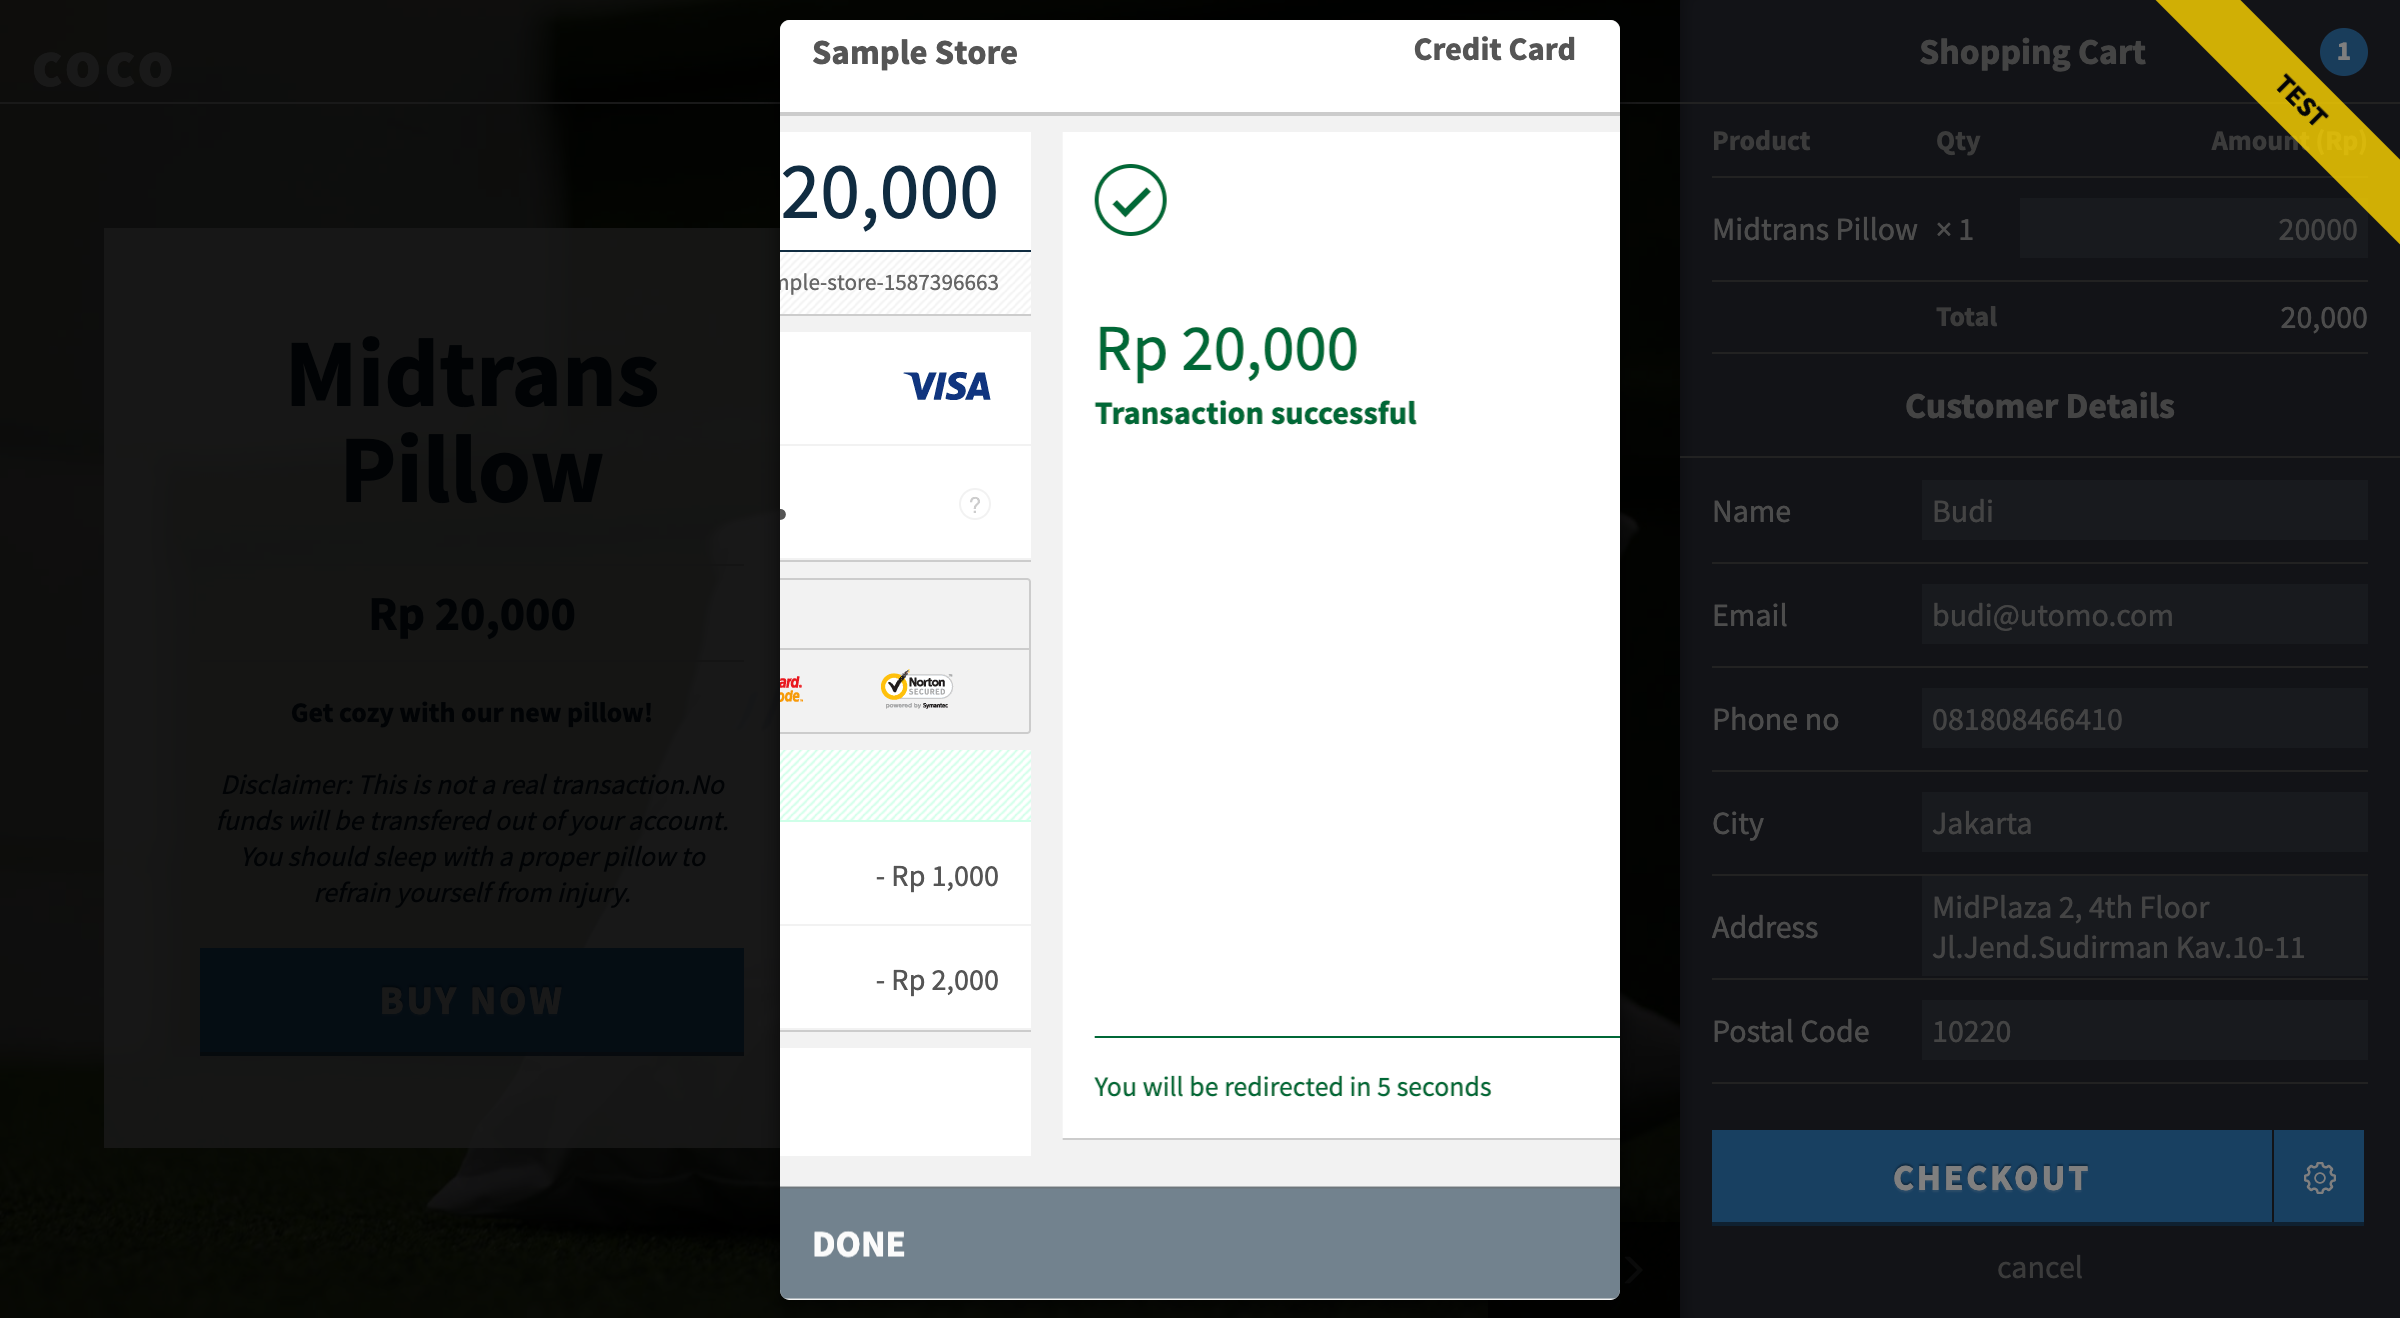 COCO
Midtrans
Pillow
Rp 20,000
Get cozy with our new pillow!
Disclaimer: This is not a real transaction.No
funds will be transfered out of your account.
You should sleep with a proper pillow to
refrain yourself from injury.
BUY NOW
Sample Store
Credit Card
20,000
mple-store-1587396663
VISA
?
ard.
ode.
Norton
SECURED
powered by Symantec
- Rp 1,000
- Rp 2,000
Rp 20,000
Transaction successful
You will be redirected in 5 seconds
DONE
Shopping Cart
1
TEST
Product Qty Amount (Rp)
Midtrans Pillow × 1 20000
Total 20,000
Customer Details
Name Budi
Email budi@utomo.com
Phone no 081808466410
City Jakarta
Address MidPlaza 2, 4th Floor
Jl.Jend.Sudirman Kav.10-11
Postal Code 10220
CHECKOUT
cancel